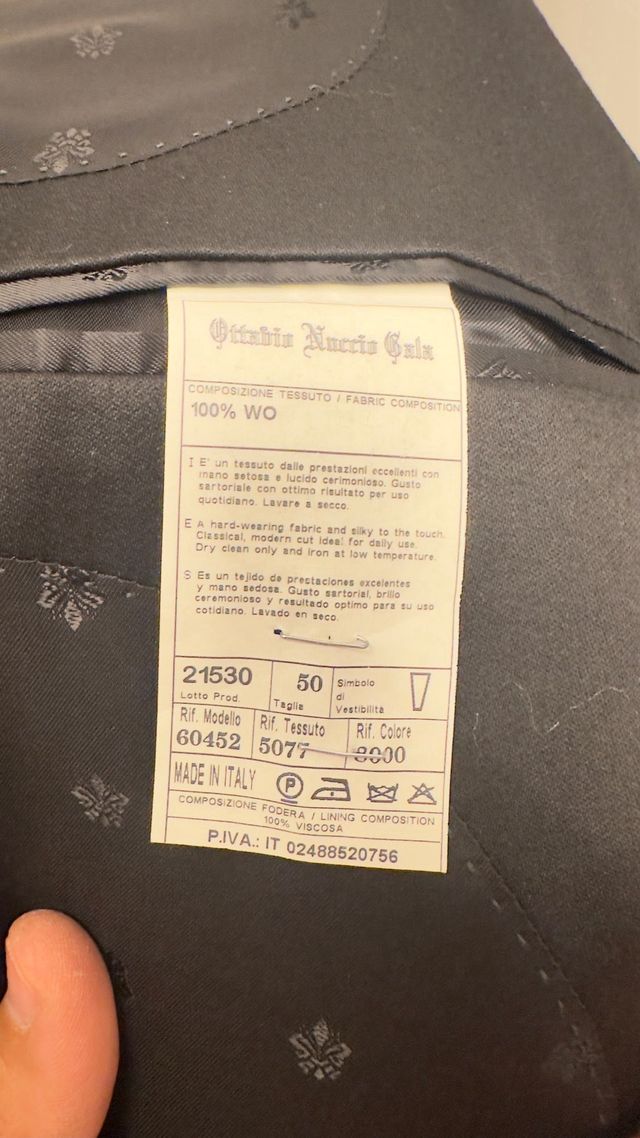 Ottavio Nuccio Gala
COMPOSIZIONE TESSUTO / FABRIC COMPOSITION
100% WO
I E' un tessuto dalle prestazioni eccellenti con
mano setosa e lucido cerimonioso. Gusto
sartoriale con ottimo risultato per uso
quotidiano. Lavare a secco.
E A hard-wearing fabric and silky to the touch.
Classical, modern cut ideal for daily use.
Dry clean only and iron at low temperature.
S Es un tejido de prestaciones excelentes
y mano sedosa. Gusto sartorial, brillo
ceremonioso y resultado optimo para su uso
cotidiano. Lavado en seco.
21530
Lotto Prod.
50
Taglia
Simbolo
di
Vestibilita
Rif. Modello
60452
Rif. Tessuto
5077
Rif. Colore
8000
MADE IN ITALY
P
COMPOSIZIONE FODERA / LINING COMPOSITION
100% VISCOSA
P.IVA.: IT 02488520756